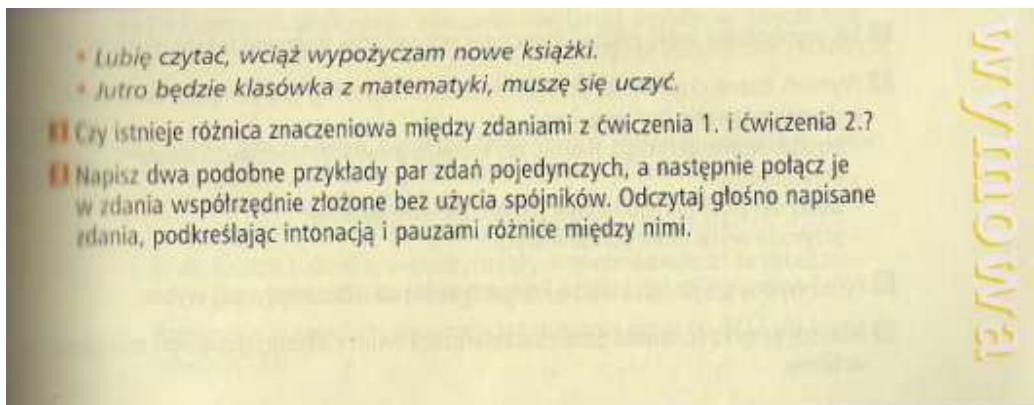 • Lubię czytać, wciąż wypożyczam nowe książki.
• Jutro będzie klasówka z matematyki, muszę się uczyć.
Czy istnieje różnica znaczeniowa między zdaniami z ćwiczenia 1. i ćwiczenia 2.?
Napisz dwa podobne przykłady par zdań pojedynczych, a następnie połącz je
w zdania współrzędnie złożone bez użycia spójników. Odczytaj głośno napisane
zdania, podkreślając intonacją i pauzami różnice między nimi.